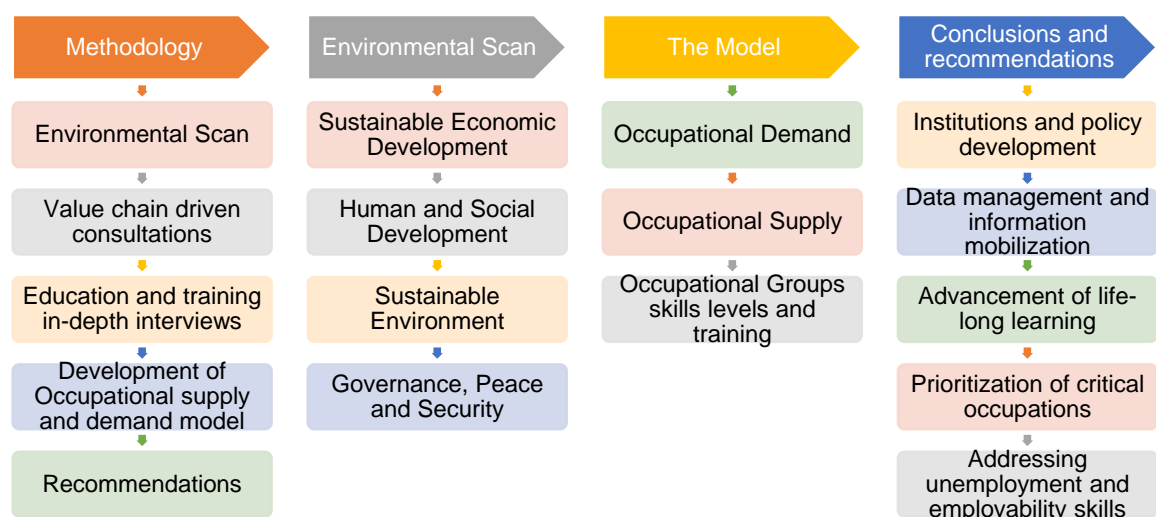 Methodology
Environmental Scan
Value chain driven
consultations
Education and training
in-depth interviews
Development of
Occupational supply
and demand model
Recommendations
Environmental Scan
Sustainable Economic
Development
Human and Social
Development
Sustainable
Environment
Governance, Peace
and Security
The Model
Occupational Demand
Occupational Supply
Occupational Groups
skills levels and
training
Conclusions and
recommendations
Institutions and policy
development
Data management and
information
mobilization
Advancement of life-
long learning
Prioritization of critical
occupations
Addressing
unemployment and
employability skills